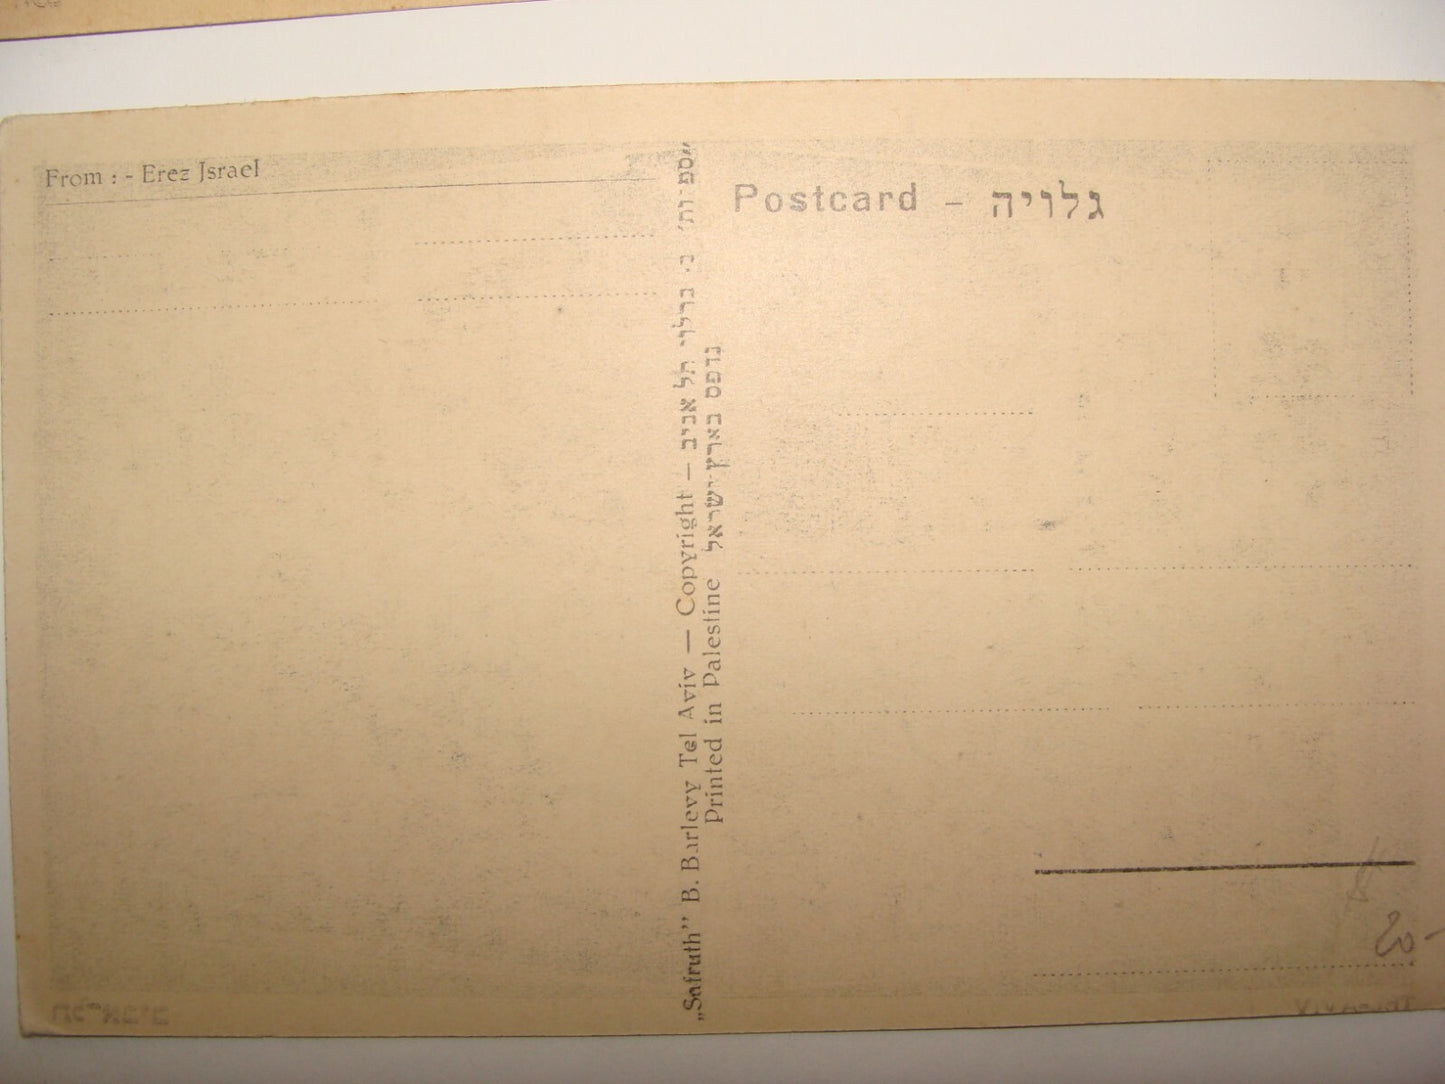 From : - Erez Jsrael
Postcard - גלויה
„Safruth” B. Barlevy Tel Aviv — Copyright — ב. ברלוי תל אביב
Printed in Palestine נדפס בארץ-ישראל
20-